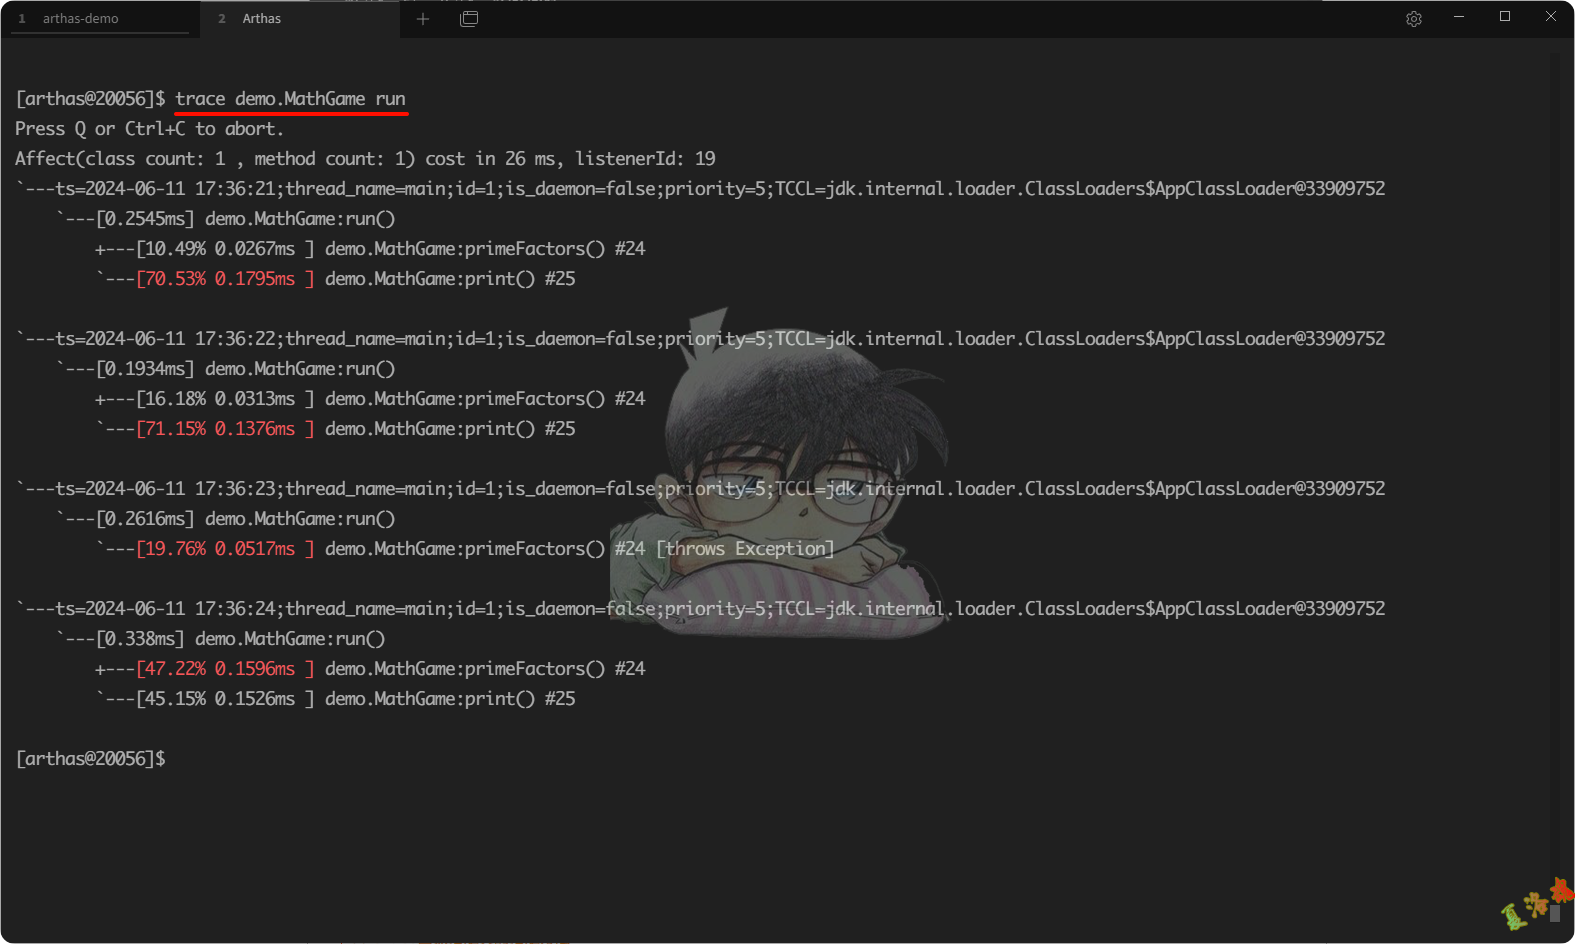 1 arthas-demo 2 Arthas
[arthas@20056]$ trace demo.MathGame run
Press Q or Ctrl+C to abort.
Affect(class count: 1 , method count: 1) cost in 26 ms, listenerId: 19
`---ts=2024-06-11 17:36:21;thread_name=main;id=1;is_daemon=false;priority=5;TCCL=jdk.internal.loader.ClassLoaders$AppClassLoader@33909752
    `---[0.2545ms] demo.MathGame:run()
        +---[10.49% 0.0267ms ] demo.MathGame:primeFactors() #24
        `---[70.53% 0.1795ms ] demo.MathGame:print() #25
`---ts=2024-06-11 17:36:22;thread_name=main;id=1;is_daemon=false;priority=5;TCCL=jdk.internal.loader.ClassLoaders$AppClassLoader@33909752
    `---[0.1934ms] demo.MathGame:run()
        +---[16.18% 0.0313ms ] demo.MathGame:primeFactors() #24
        `---[71.15% 0.1376ms ] demo.MathGame:print() #25
`---ts=2024-06-11 17:36:23;thread_name=main;id=1;is_daemon=false;priority=5;TCCL=jdk.internal.loader.ClassLoaders$AppClassLoader@33909752
    `---[0.2616ms] demo.MathGame:run()
        `---[19.76% 0.0517ms ] demo.MathGame:primeFactors() #24 [throws Exception]
`---ts=2024-06-11 17:36:24;thread_name=main;id=1;is_daemon=false;priority=5;TCCL=jdk.internal.loader.ClassLoaders$AppClassLoader@33909752
    `---[0.338ms] demo.MathGame:run()
        +---[47.22% 0.1596ms ] demo.MathGame:primeFactors() #24
        `---[45.15% 0.1526ms ] demo.MathGame:print() #25
[arthas@20056]$